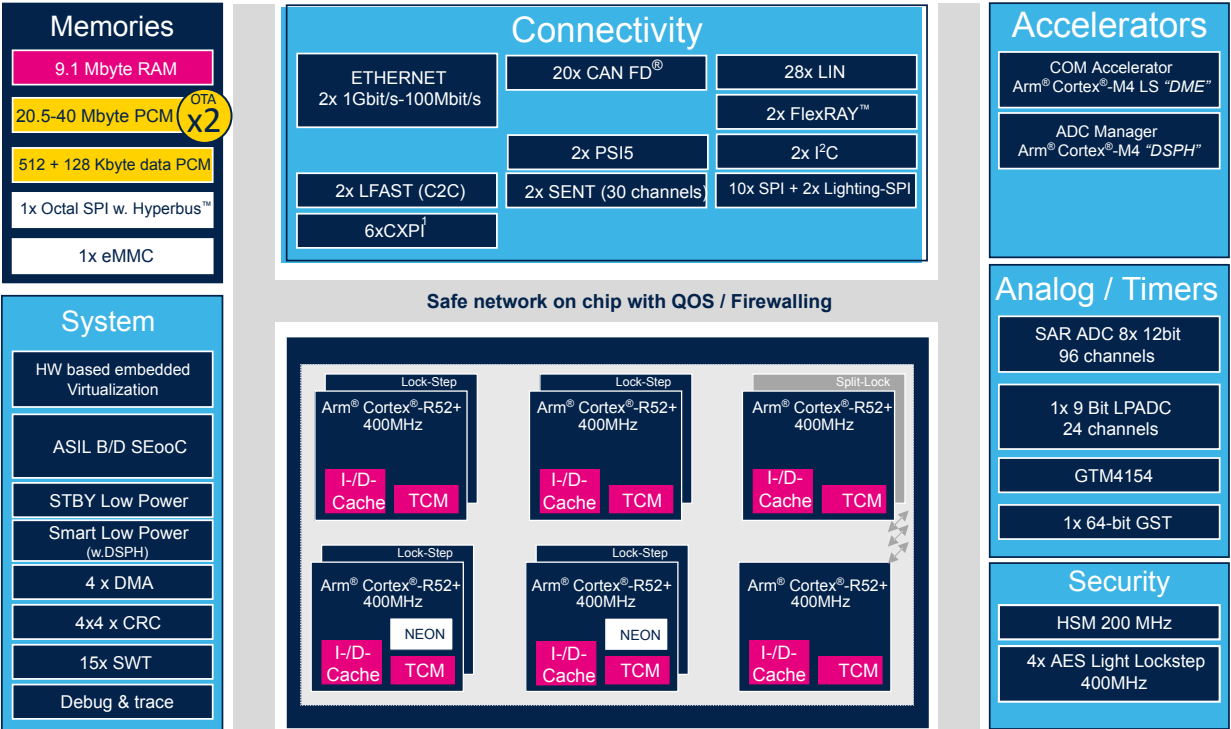 Memories
9.1 Mbyte RAM
20.5-40 Mbyte PCM
OTA
x2
512 + 128 Kbyte data PCM
1x Octal SPI w. Hyperbus™
1x eMMC
System
HW based embedded
Virtualization
ASIL B/D SEooC
STBY Low Power
Smart Low Power
(w.DSPH)
4 x DMA
4x4 x CRC
15x SWT
Debug & trace
Connectivity
ETHERNET
2x 1Gbit/s-100Mbit/s
20x CAN FD®
28x LIN
2x FlexRAY™
2x PSI5
2x I²C
2x LFAST (C2C)
2x SENT (30 channels)
10x SPI + 2x Lighting-SPI
6xCXPI¹
Safe network on chip with QOS / Firewalling
Lock-Step
Arm® Cortex®-R52+
400MHz
I-/D-
Cache
TCM
Lock-Step
Arm® Cortex®-R52+
400MHz
I-/D-
Cache
TCM
Split-Lock
Arm® Cortex®-R52+
400MHz
I-/D-
Cache
TCM
Lock-Step
Arm® Cortex®-R52+
400MHz
NEON
I-/D-
Cache
TCM
Lock-Step
Arm® Cortex®-R52+
400MHz
NEON
I-/D-
Cache
TCM
Arm® Cortex®-R52+
400MHz
I-/D-
Cache
TCM
Accelerators
COM Accelerator
Arm® Cortex®-M4 LS “DME”
ADC Manager
Arm® Cortex®-M4 “DSPH”
Analog / Timers
SAR ADC 8x 12bit
96 channels
1x 9 Bit LPADC
24 channels
GTM4154
1x 64-bit GST
Security
HSM 200 MHz
4x AES Light Lockstep
400MHz